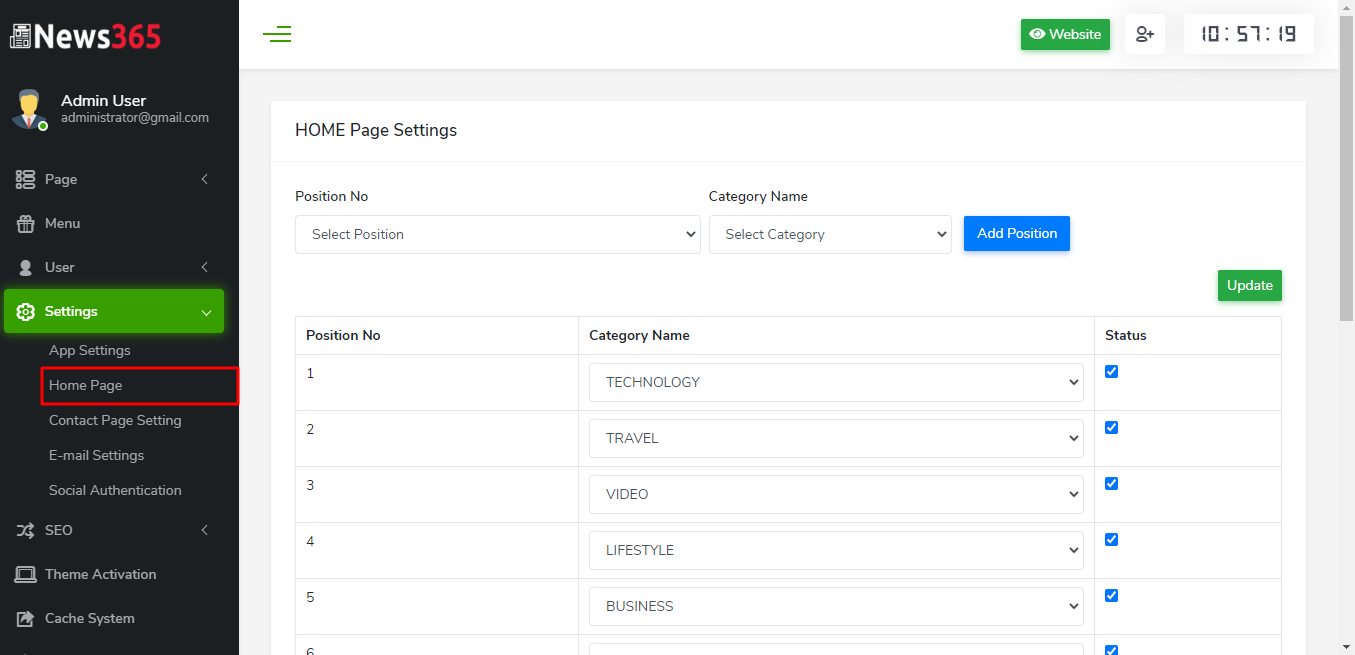 News365
Admin User
administrator@gmail.com
Page
Menu
User
Settings
App Settings
Home Page
Contact Page Setting
E-mail Settings
Social Authentication
SEO
Theme Activation
Cache System
Website
10:57:19
HOME Page Settings
Position No Category Name
Select Position Select Category Add Position
Update
Position No Category Name Status
1 TECHNOLOGY
2 TRAVEL
3 VIDEO
4 LIFESTYLE
5 BUSINESS
6